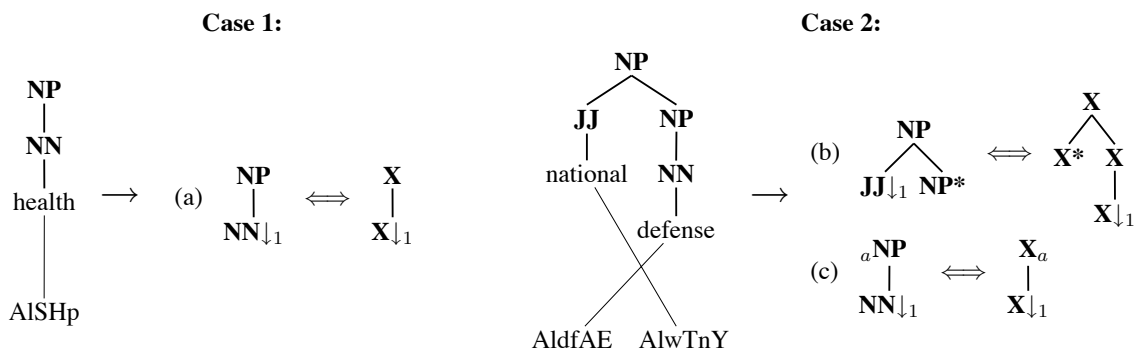 Case 1:
NP
NN
health
AlSHp
→
(a)
NP
NN↓1
⟺
X
X↓1
Case 2:
NP
JJ NP
national NN
defense
AldfAE AlwTnY
→
(b)
NP
JJ↓1 NP*
⟺
X
X* X
X↓1
(c)
aNP
NN↓1
⟺
Xa
X↓1